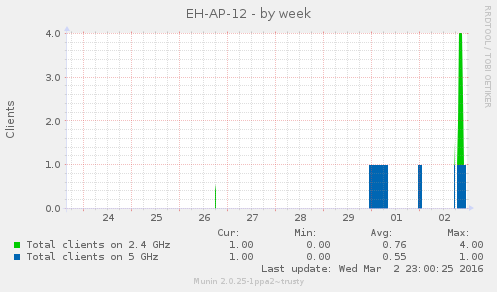 EH-AP-12 - by week
RRDTOOL / TOBI OETIKER
Clients
4.0
3.0
2.0
1.0
0.0
24 25 26 27 28 29 01 02
Cur: Min: Avg: Max:
Total clients on 2.4 GHz 1.00 0.00 0.76 4.00
Total clients on 5 GHz 1.00 0.00 0.55 1.00
Last update: Wed Mar 2 23:00:25 2016
Munin 2.0.25-1ppa2~trusty